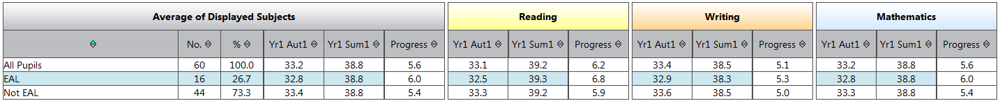 Average of Displayed Subjects Reading Writing Mathematics
No. % Yr1 Aut1 Yr1 Sum1 Progress Yr1 Aut1 Yr1 Sum1 Progress Yr1 Aut1 Yr1 Sum1 Progress Yr1 Aut1 Yr1 Sum1 Progress
All Pupils 60 100.0 33.2 38.8 5.6 33.1 39.2 6.2 33.4 38.5 5.1 33.2 38.8 5.6
EAL 16 26.7 32.8 38.8 6.0 32.5 39.3 6.8 32.9 38.3 5.3 32.8 38.8 6.0
Not EAL 44 73.3 33.4 38.8 5.4 33.3 39.2 5.9 33.6 38.5 5.0 33.3 38.8 5.4